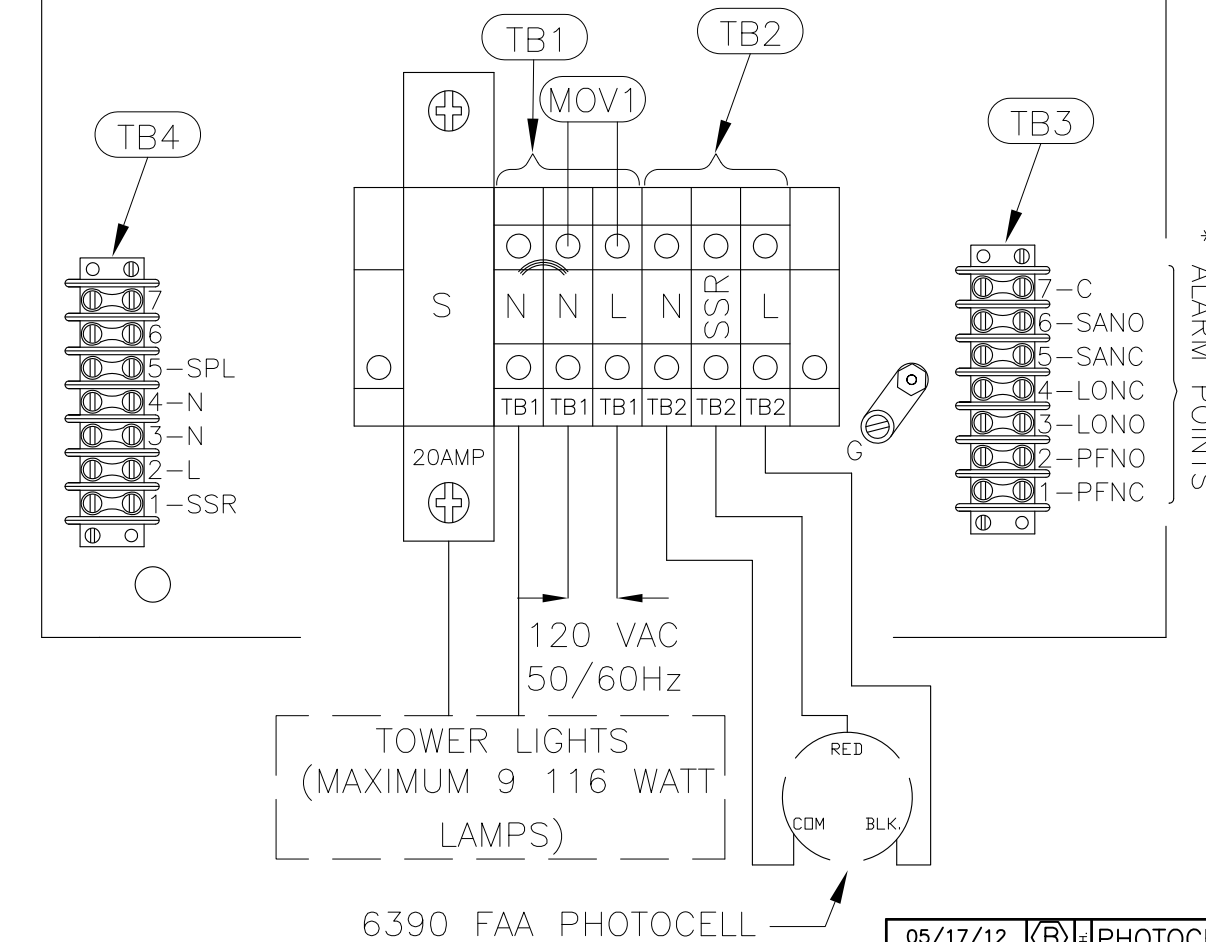 TB1
TB2
MOV1
TB4
TB3
7
6
5-SPL
4-N
3-N
2-L
1-SSR
S
N
N
L
N
SSR
L
TB1
TB1
TB1
TB2
TB2
TB2
20AMP
G
7-C
6-SANO
5-SANC
4-LONC
3-LONO
2-PFNO
1-PFNC
* ALARM POINTS
120 VAC
50/60Hz
TOWER LIGHTS
(MAXIMUM 9 116 WATT
LAMPS)
RED
COM
BLK.
6390 FAA PHOTOCELL
05/17/12
B